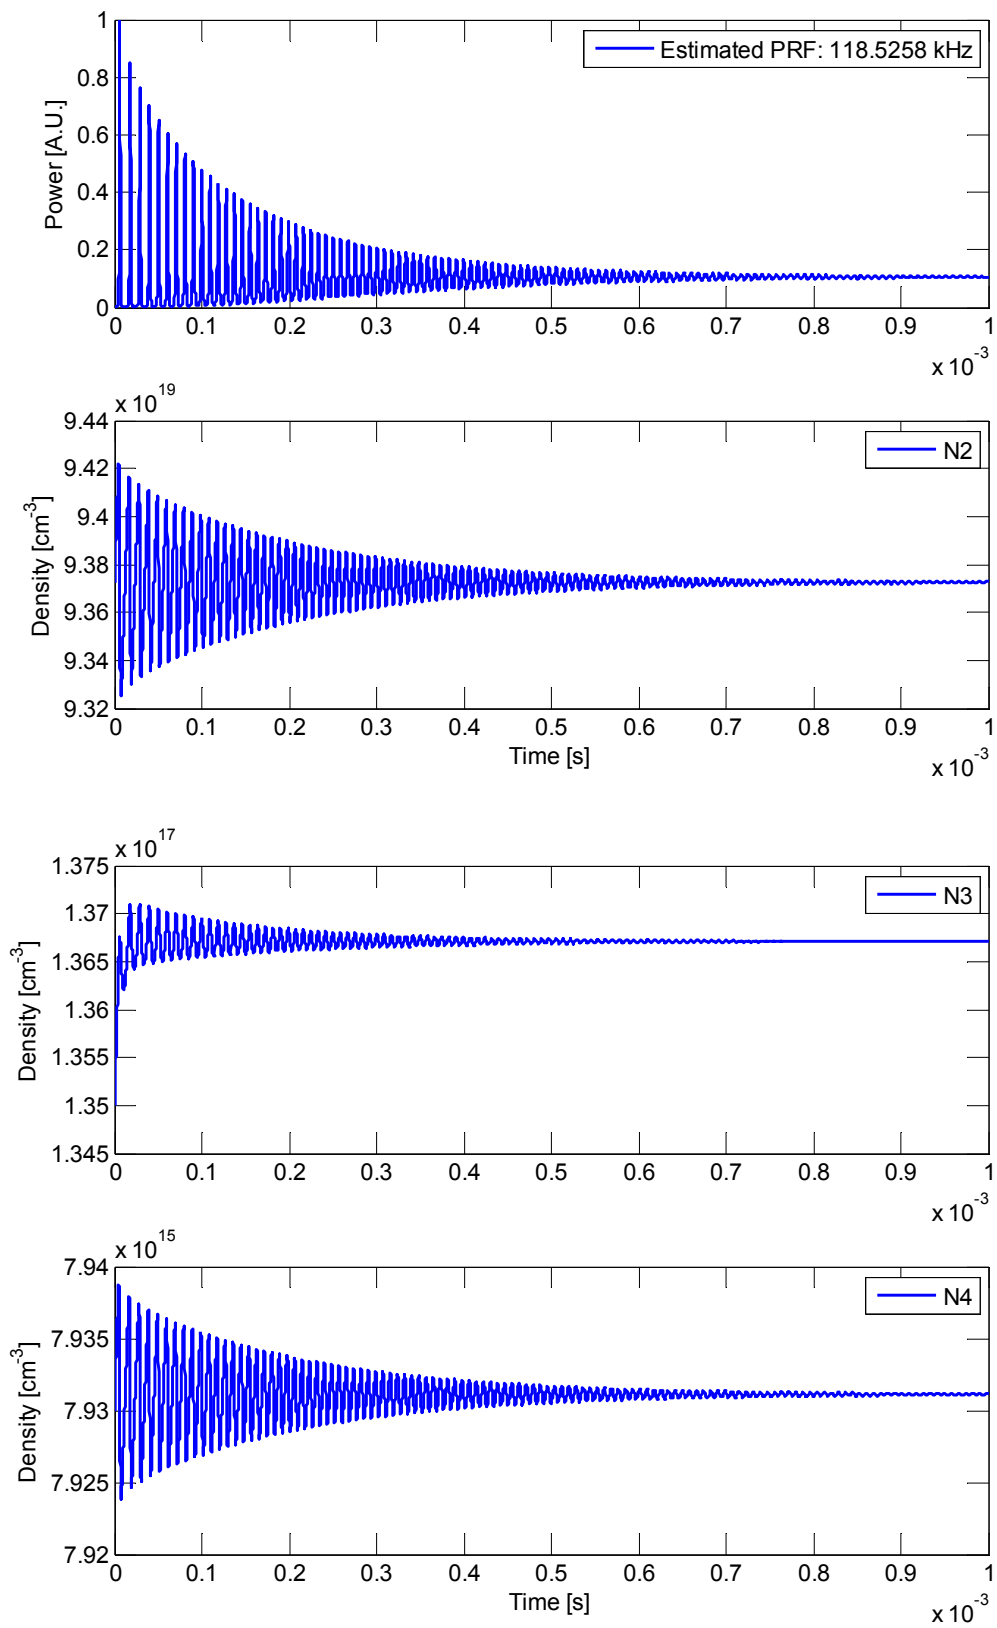 Estimated PRF: 118.5258 kHz
Power [A.U.]
1
0.8
0.6
0.4
0.2
0
0 0.1 0.2 0.3 0.4 0.5 0.6 0.7 0.8 0.9 1
x 10^-3
x 10^19
N2
Density [cm^-3]
9.44
9.42
9.4
9.38
9.36
9.34
9.32
0 0.1 0.2 0.3 0.4 0.5 0.6 0.7 0.8 0.9 1
Time [s]
x 10^-3
x 10^17
N3
Density [cm^-3]
1.375
1.37
1.365
1.36
1.355
1.35
1.345
0 0.1 0.2 0.3 0.4 0.5 0.6 0.7 0.8 0.9 1
x 10^-3
x 10^15
N4
Density [cm^-3]
7.94
7.935
7.93
7.925
7.92
0 0.1 0.2 0.3 0.4 0.5 0.6 0.7 0.8 0.9 1
Time [s]
x 10^-3